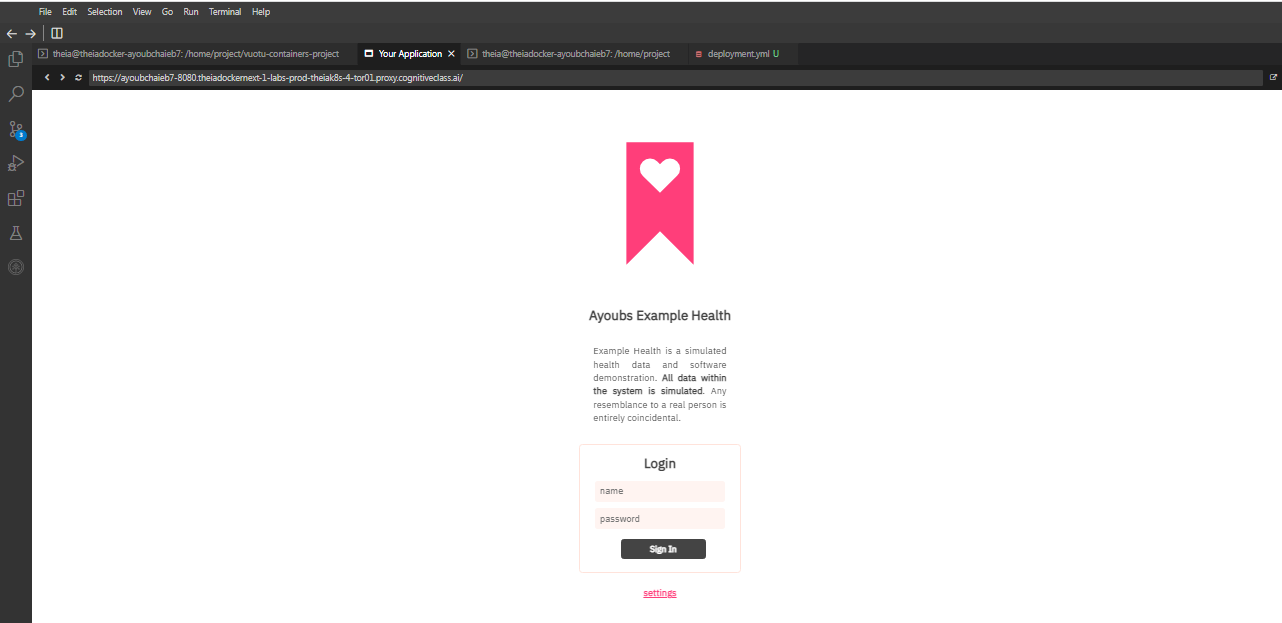 File Edit Selection View Go Run Terminal Help
theia@theiadocker-ayoubchaieb7: /home/project/vuotu-containers-project Your Application theia@theiadocker-ayoubchaieb7: /home/project deployment.yml U
https://ayoubchaieb7-8080.theiadockernext-1-labs-prod-theiak8s-4-tor01.proxy.cognitiveclass.ai/
3
Ayoubs Example Health
Example Health is a simulated
health data and software
demonstration. All data within
the system is simulated. Any
resemblance to a real person is
entirely coincidental.
Login
name
password
Sign In
settings